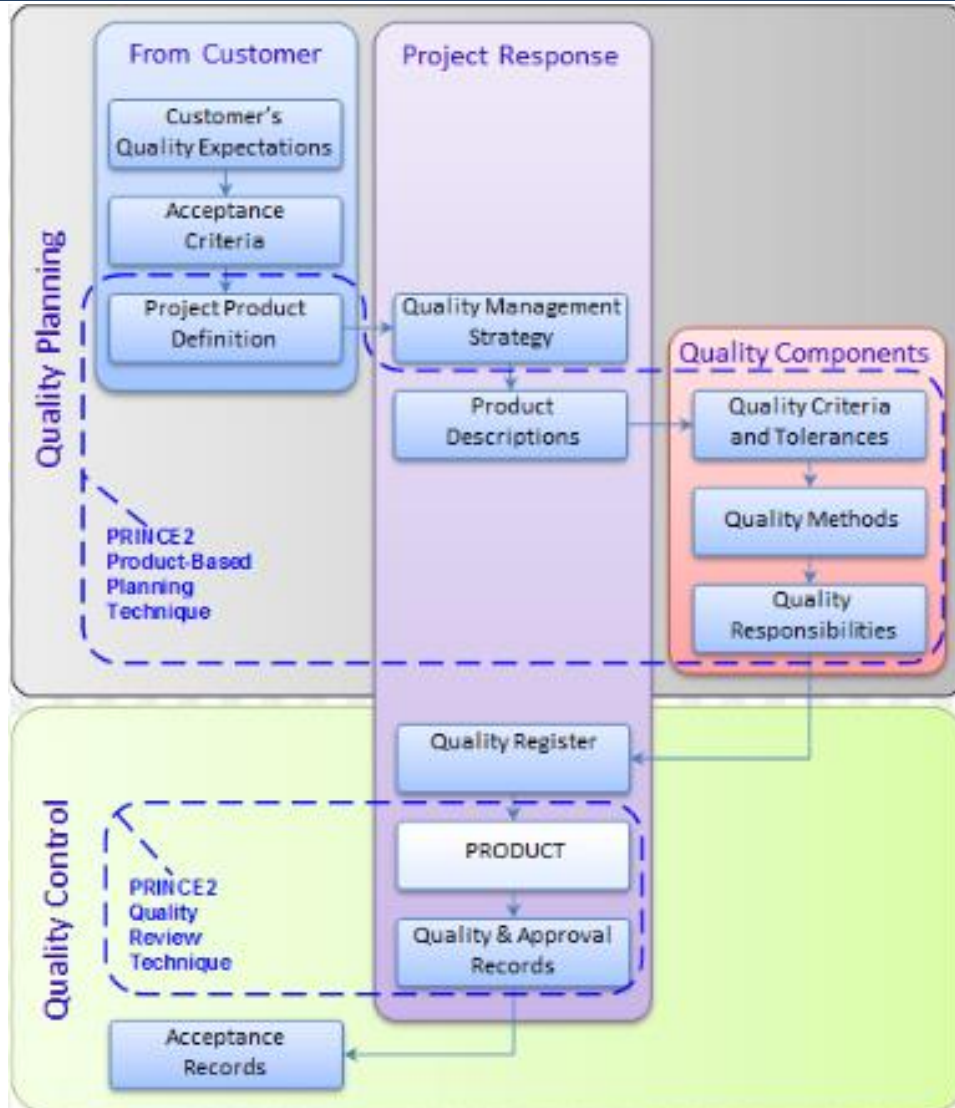 From Customer
Project Response
Customer's
Quality Expectations
Acceptance
Criteria
Project Product
Definition
Quality Management
Strategy
Quality Components
Product
Descriptions
Quality Criteria
and Tolerances
Quality Methods
Quality
Responsibilities
Quality Planning
PRINCE2
Product-Based
Planning
Technique
Quality Register
PRODUCT
Quality & Approval
Records
Quality Control
PRINCE2
Quality
Review
Technique
Acceptance
Records